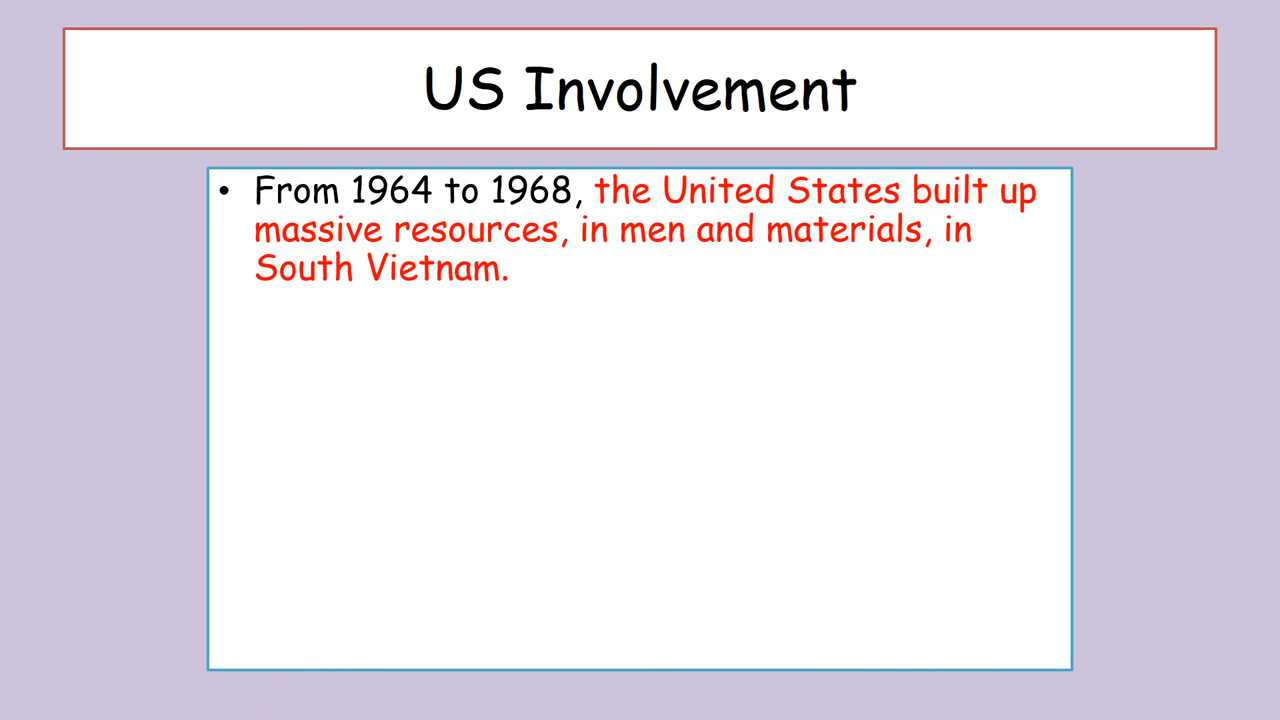 US Involvement
• From 1964 to 1968, the United States built up
massive resources, in men and materials, in
South Vietnam.